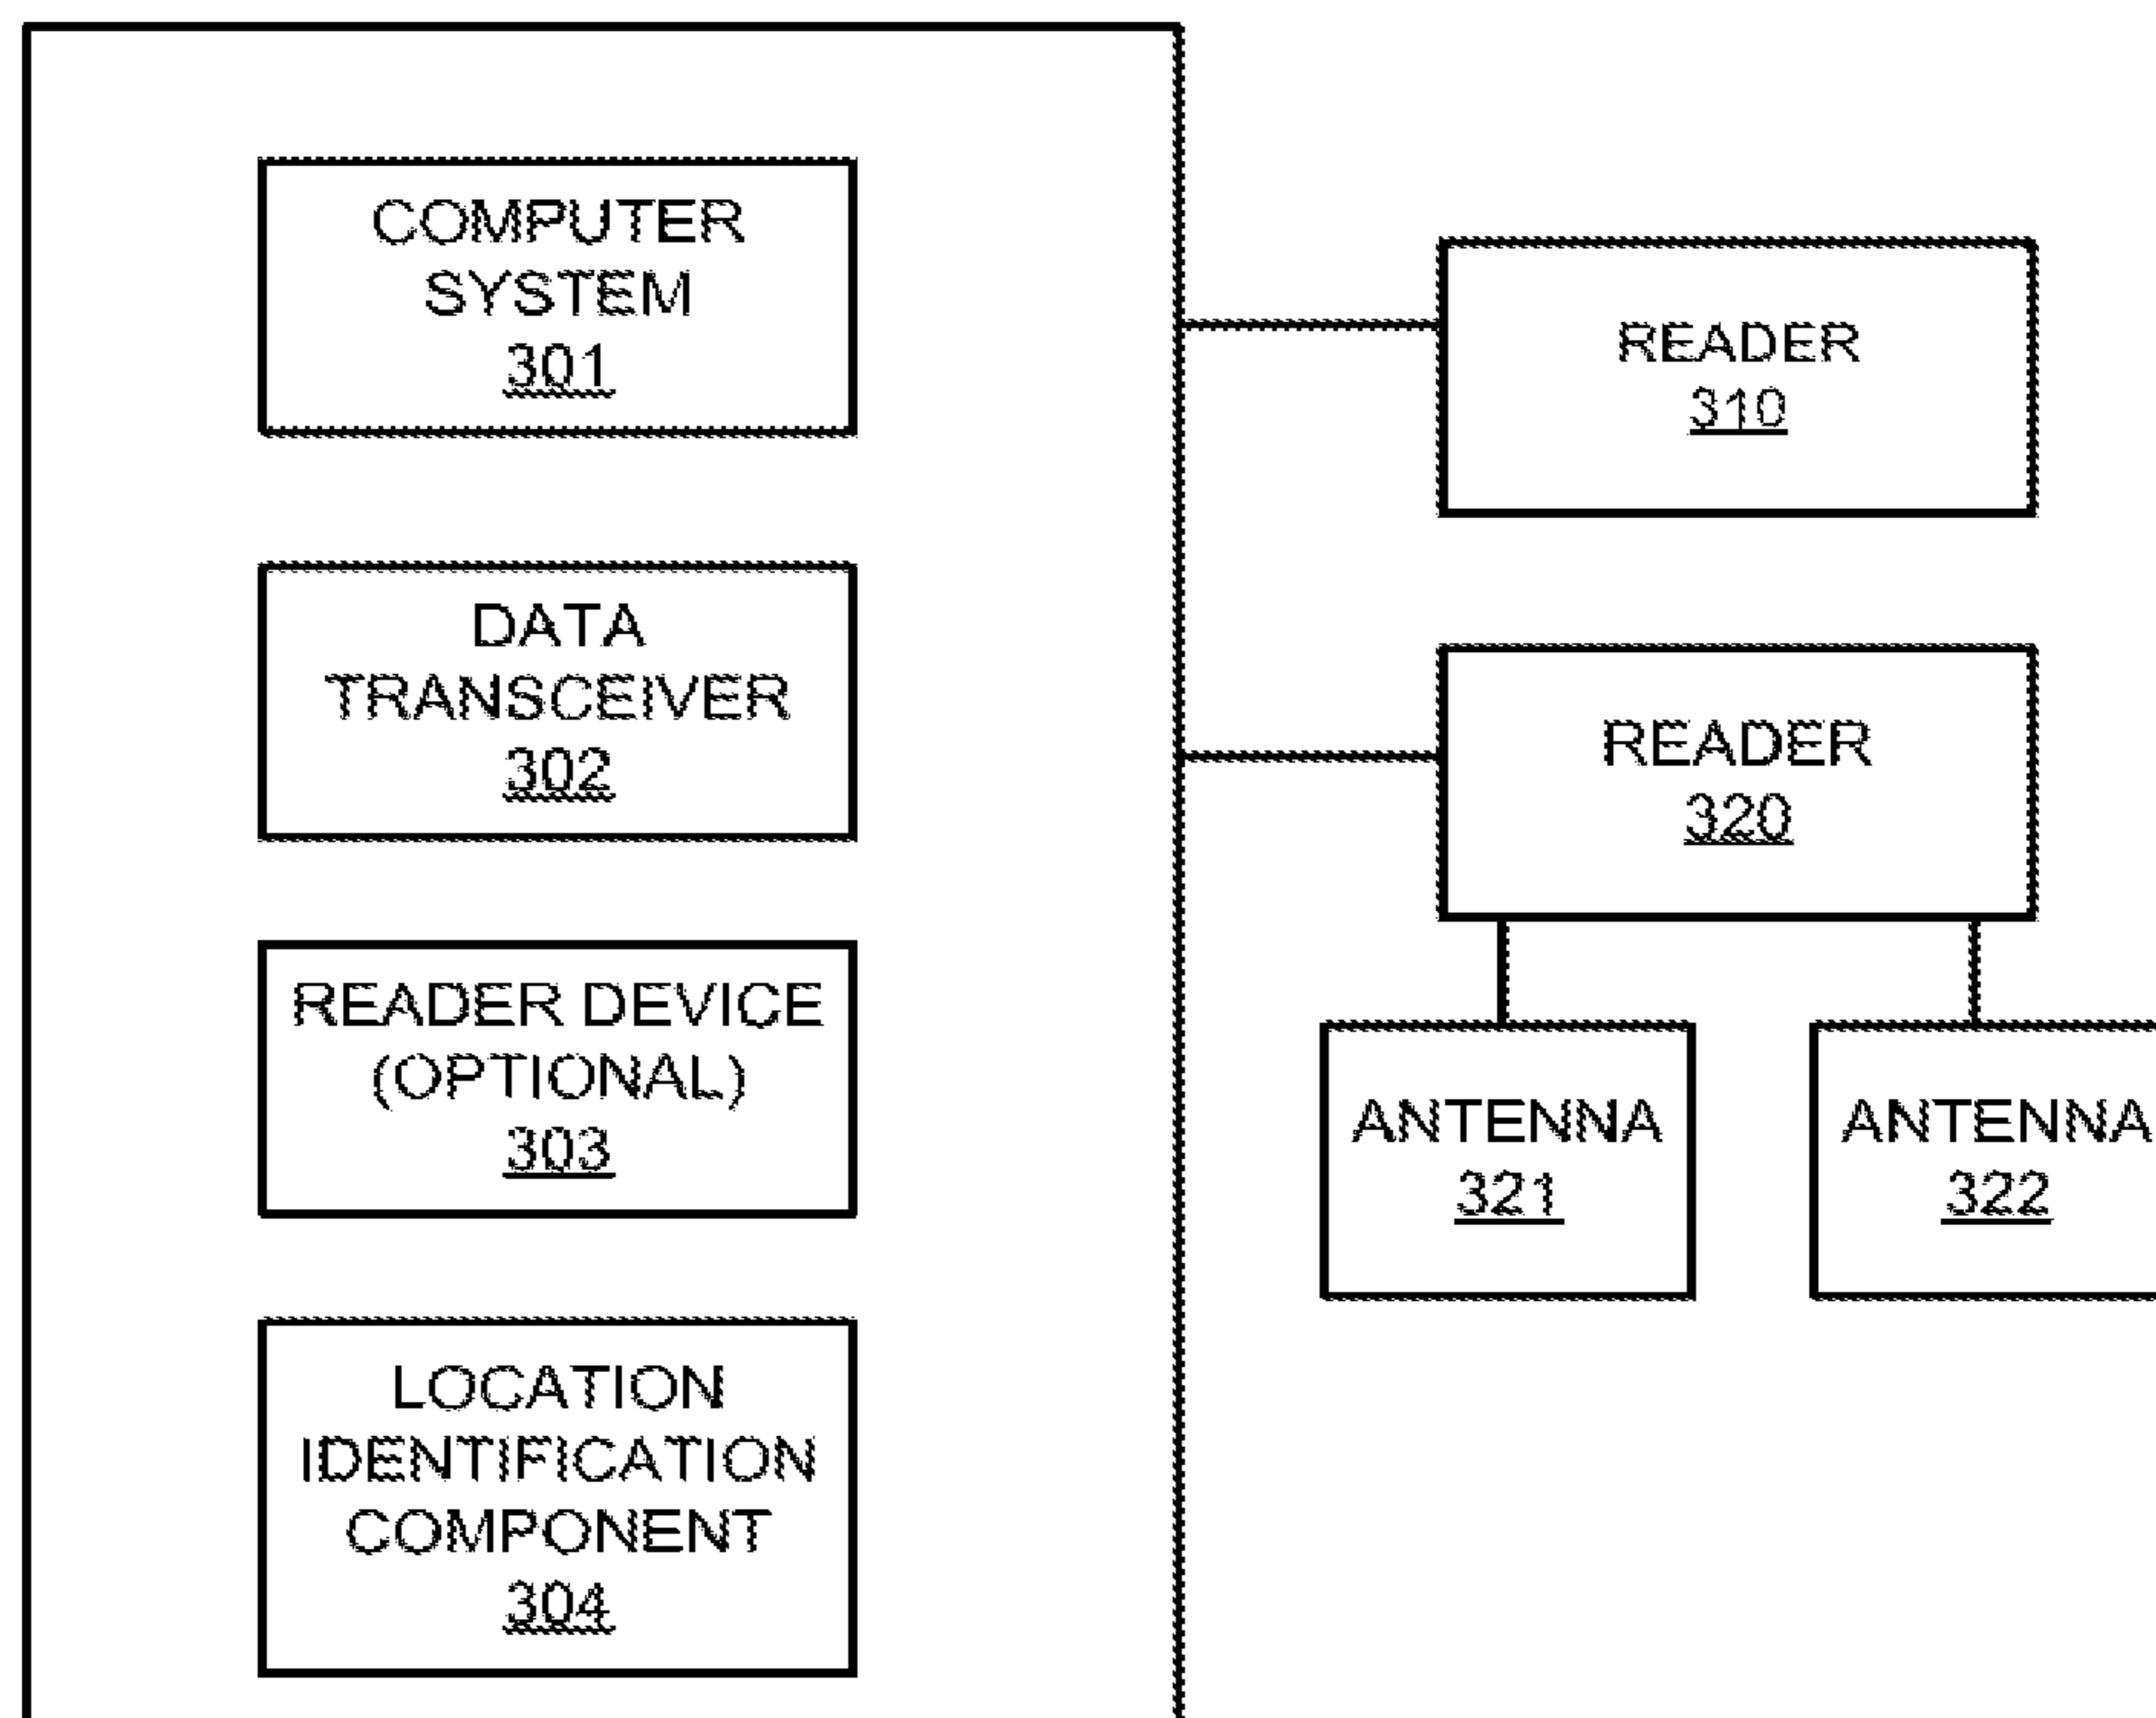 COMPUTER
SYSTEM
301
DATA
TRANSCEIVER
302
READER DEVICE
(OPTIONAL)
303
LOCATION
IDENTIFICATION
COMPONENT
304
READER
310
READER
320
ANTENNA
321
ANTENNA
322